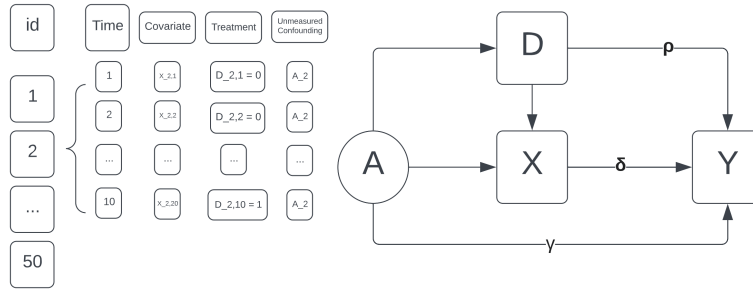 id
Time
Covariate
Treatment
Unmeasured
Confounding
1
2
...
50
1
X_2,1
D_2,1 = 0
A_2
2
X_2,2
D_2,2 = 0
A_2
...
...
...
...
10
X_2,20
D_2,10 = 1
A_2
D
ρ
A
X
δ
Y
γ